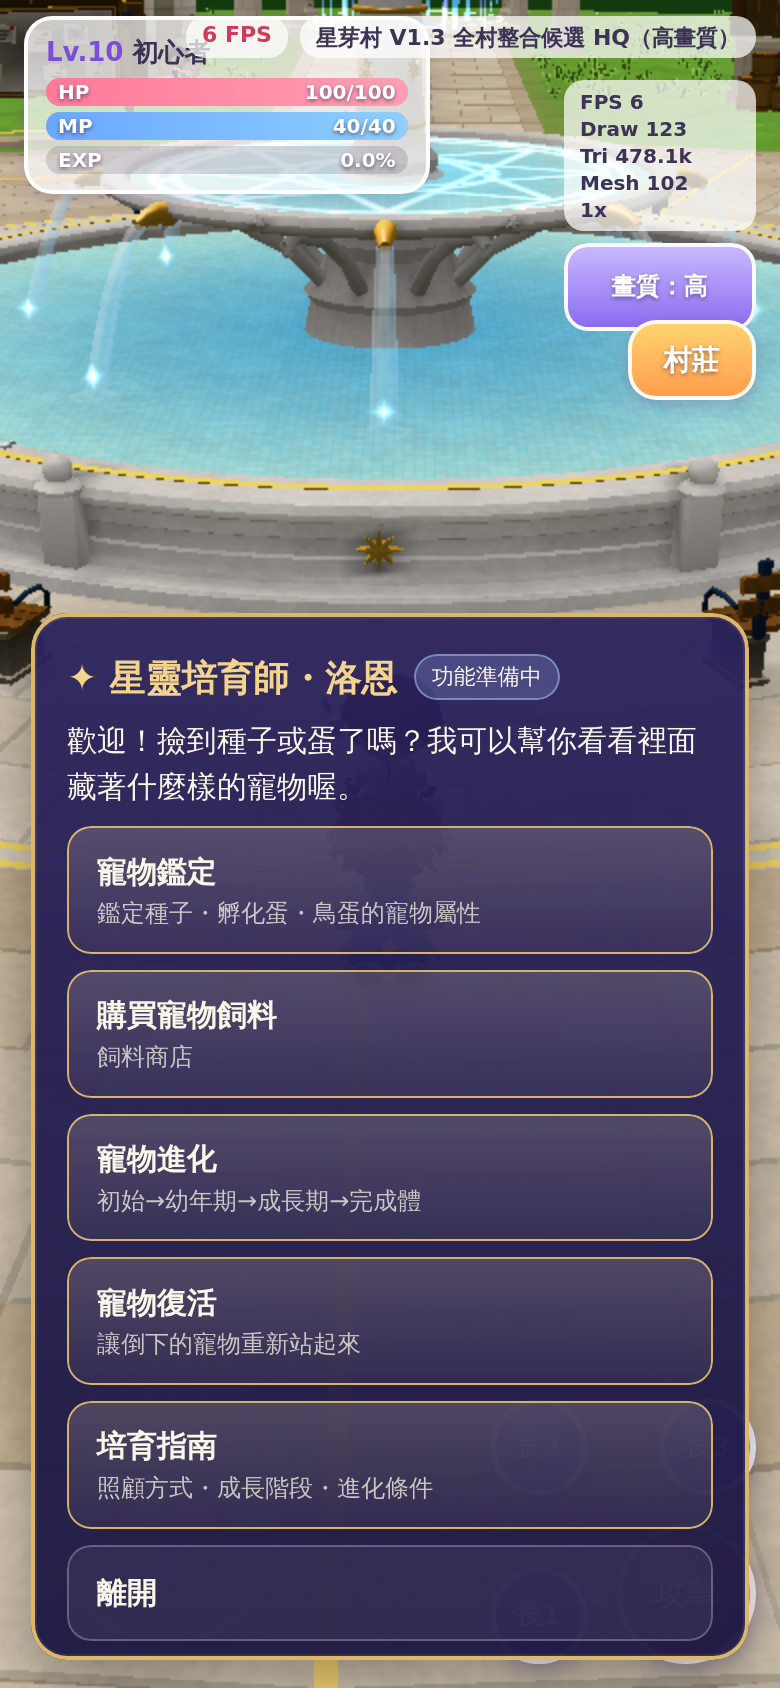 Lv.10 初心者
6 FPS
星芽村 V1.3 全村整合候選 HQ（高畫質）
HP 100/100
MP 40/40
EXP 0.0%
FPS 6
Draw 123
Tri 478.1k
Mesh 102
1x
畫質：高
村莊
✦ 星靈培育師・洛恩
功能準備中
歡迎！撿到種子或蛋了嗎？我可以幫你看看裡面
藏著什麼樣的寵物喔。
寵物鑑定
鑑定種子・孵化蛋・鳥蛋的寵物屬性
購買寵物飼料
飼料商店
寵物進化
初始→幼年期→成長期→完成體
寵物復活
讓倒下的寵物重新站起來
培育指南
照顧方式・成長階段・進化條件
技2
技3
離開
技1
攻擊